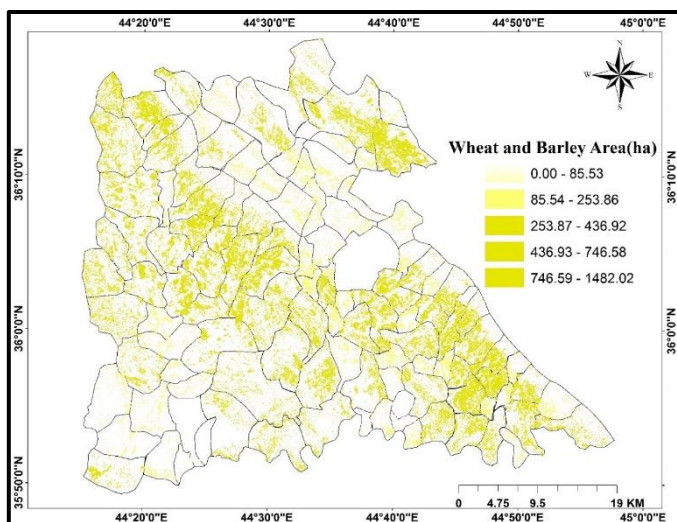 44°20'0"E 44°30'0"E 44°40'0"E 44°50'0"E 45°0'0"E
N
W E
S
Wheat and Barley Area(ha)
0.00 - 85.53
85.54 - 253.86
253.87 - 436.92
436.93 - 746.58
746.59 - 1482.02
36°10'0"N 36°10'0"N
36°0'0"N 36°0'0"N
35°50'0"N 35°50'0"N
0 4.75 9.5 19 KM
44°20'0"E 44°30'0"E 44°40'0"E 44°50'0"E 45°0'0"E